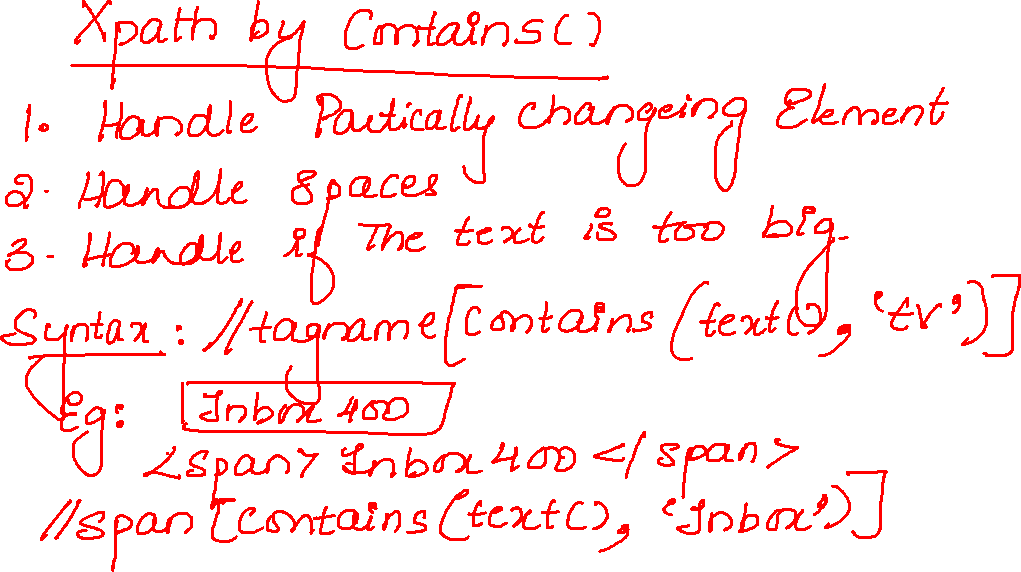 Xpath by Contains()
1. Handle Partically changeing Element
2. Handle Spaces
3. Handle if The text is too big.
Syntax : //tagname[contains(text(), 'tv')]
Eg: Inbox 400
<span> Inbox 400 </span>
//span[contains(text(), 'Inbox')]